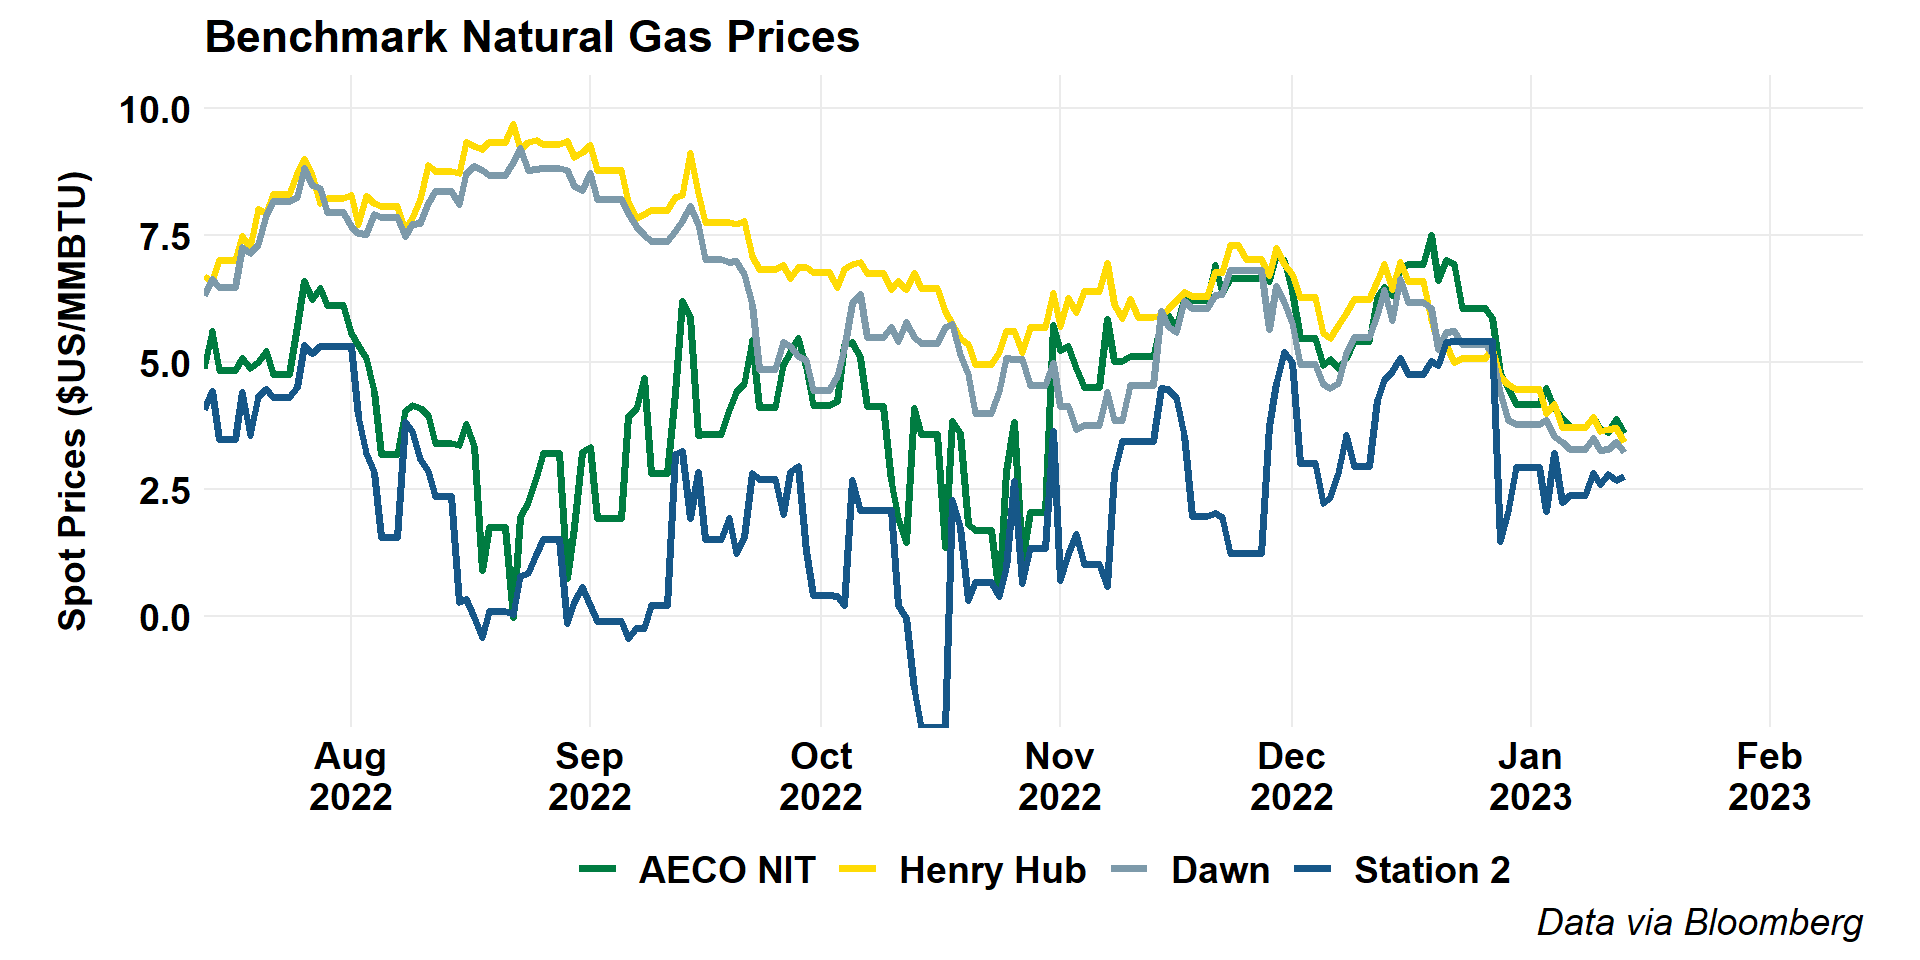 Benchmark Natural Gas Prices
Spot Prices ($US/MMBTU)
10.0
7.5
5.0
2.5
0.0
Aug 2022
Sep 2022
Oct 2022
Nov 2022
Dec 2022
Jan 2023
Feb 2023
AECO NIT Henry Hub Dawn Station 2
Data via Bloomberg